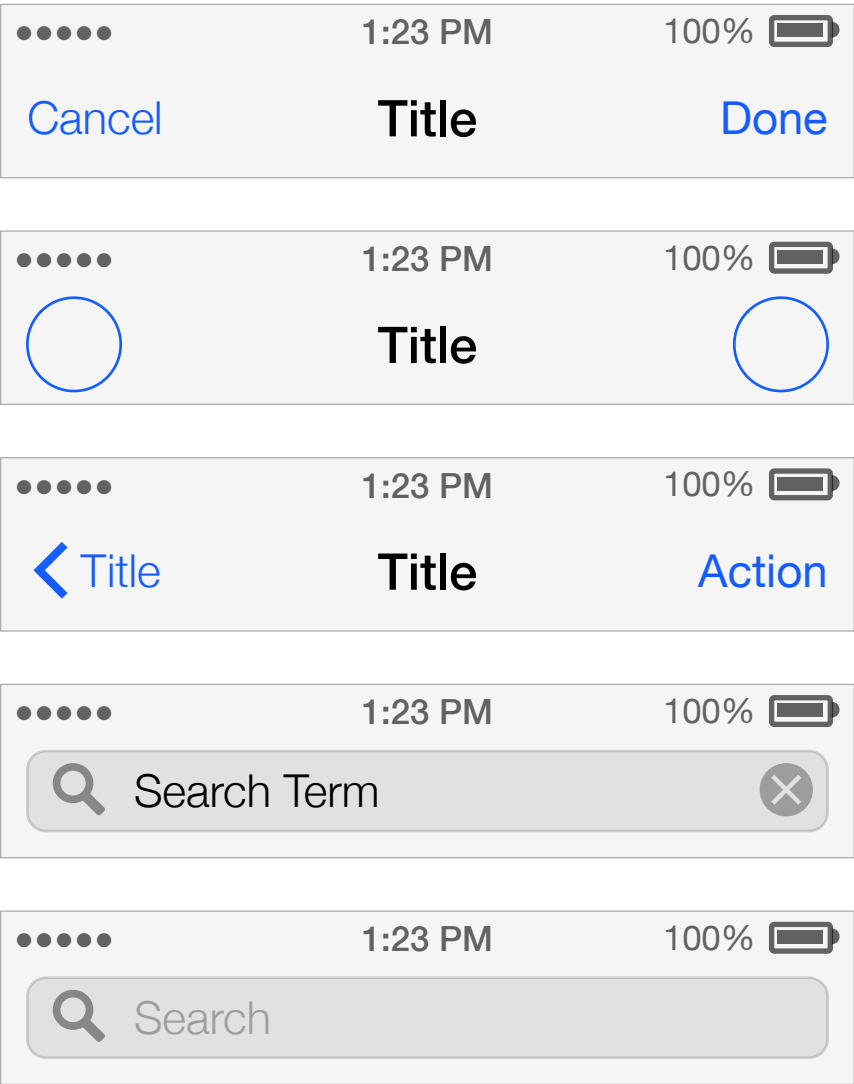 1:23 PM 100%
Cancel Title Done
1:23 PM 100%
Title
1:23 PM 100%
Title Title Action
1:23 PM 100%
Search Term
1:23 PM 100%
Search